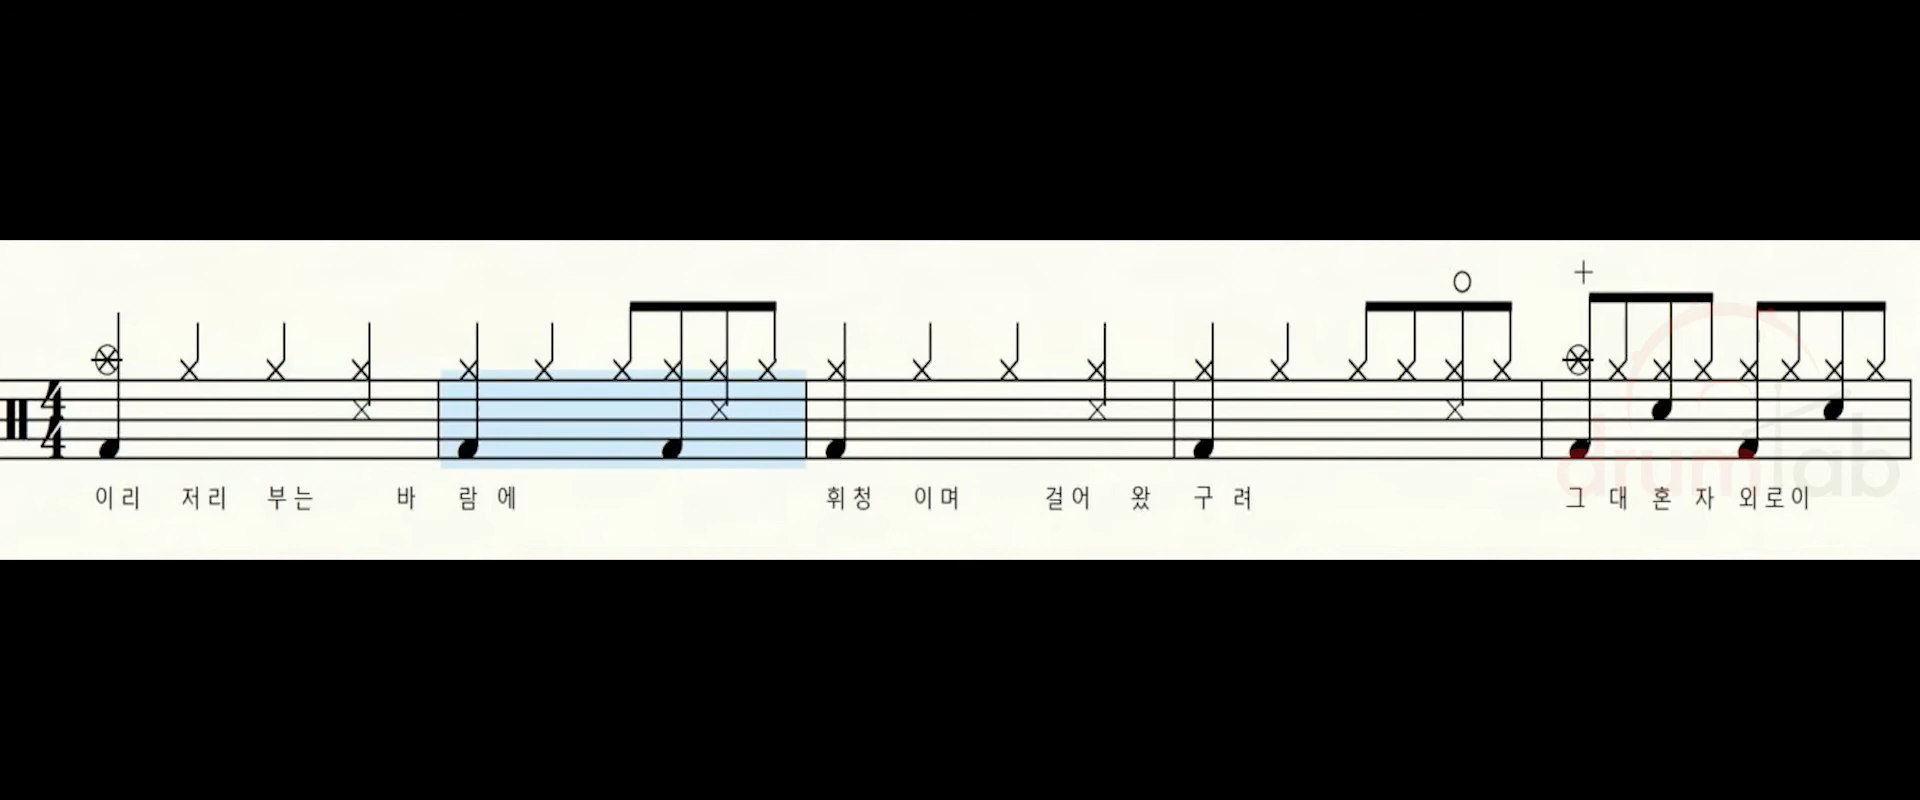 이리 저리 부는 바 람 에 휘청 이며 걸어 왔 구 려 그 대 혼 자 외로이
drumlab